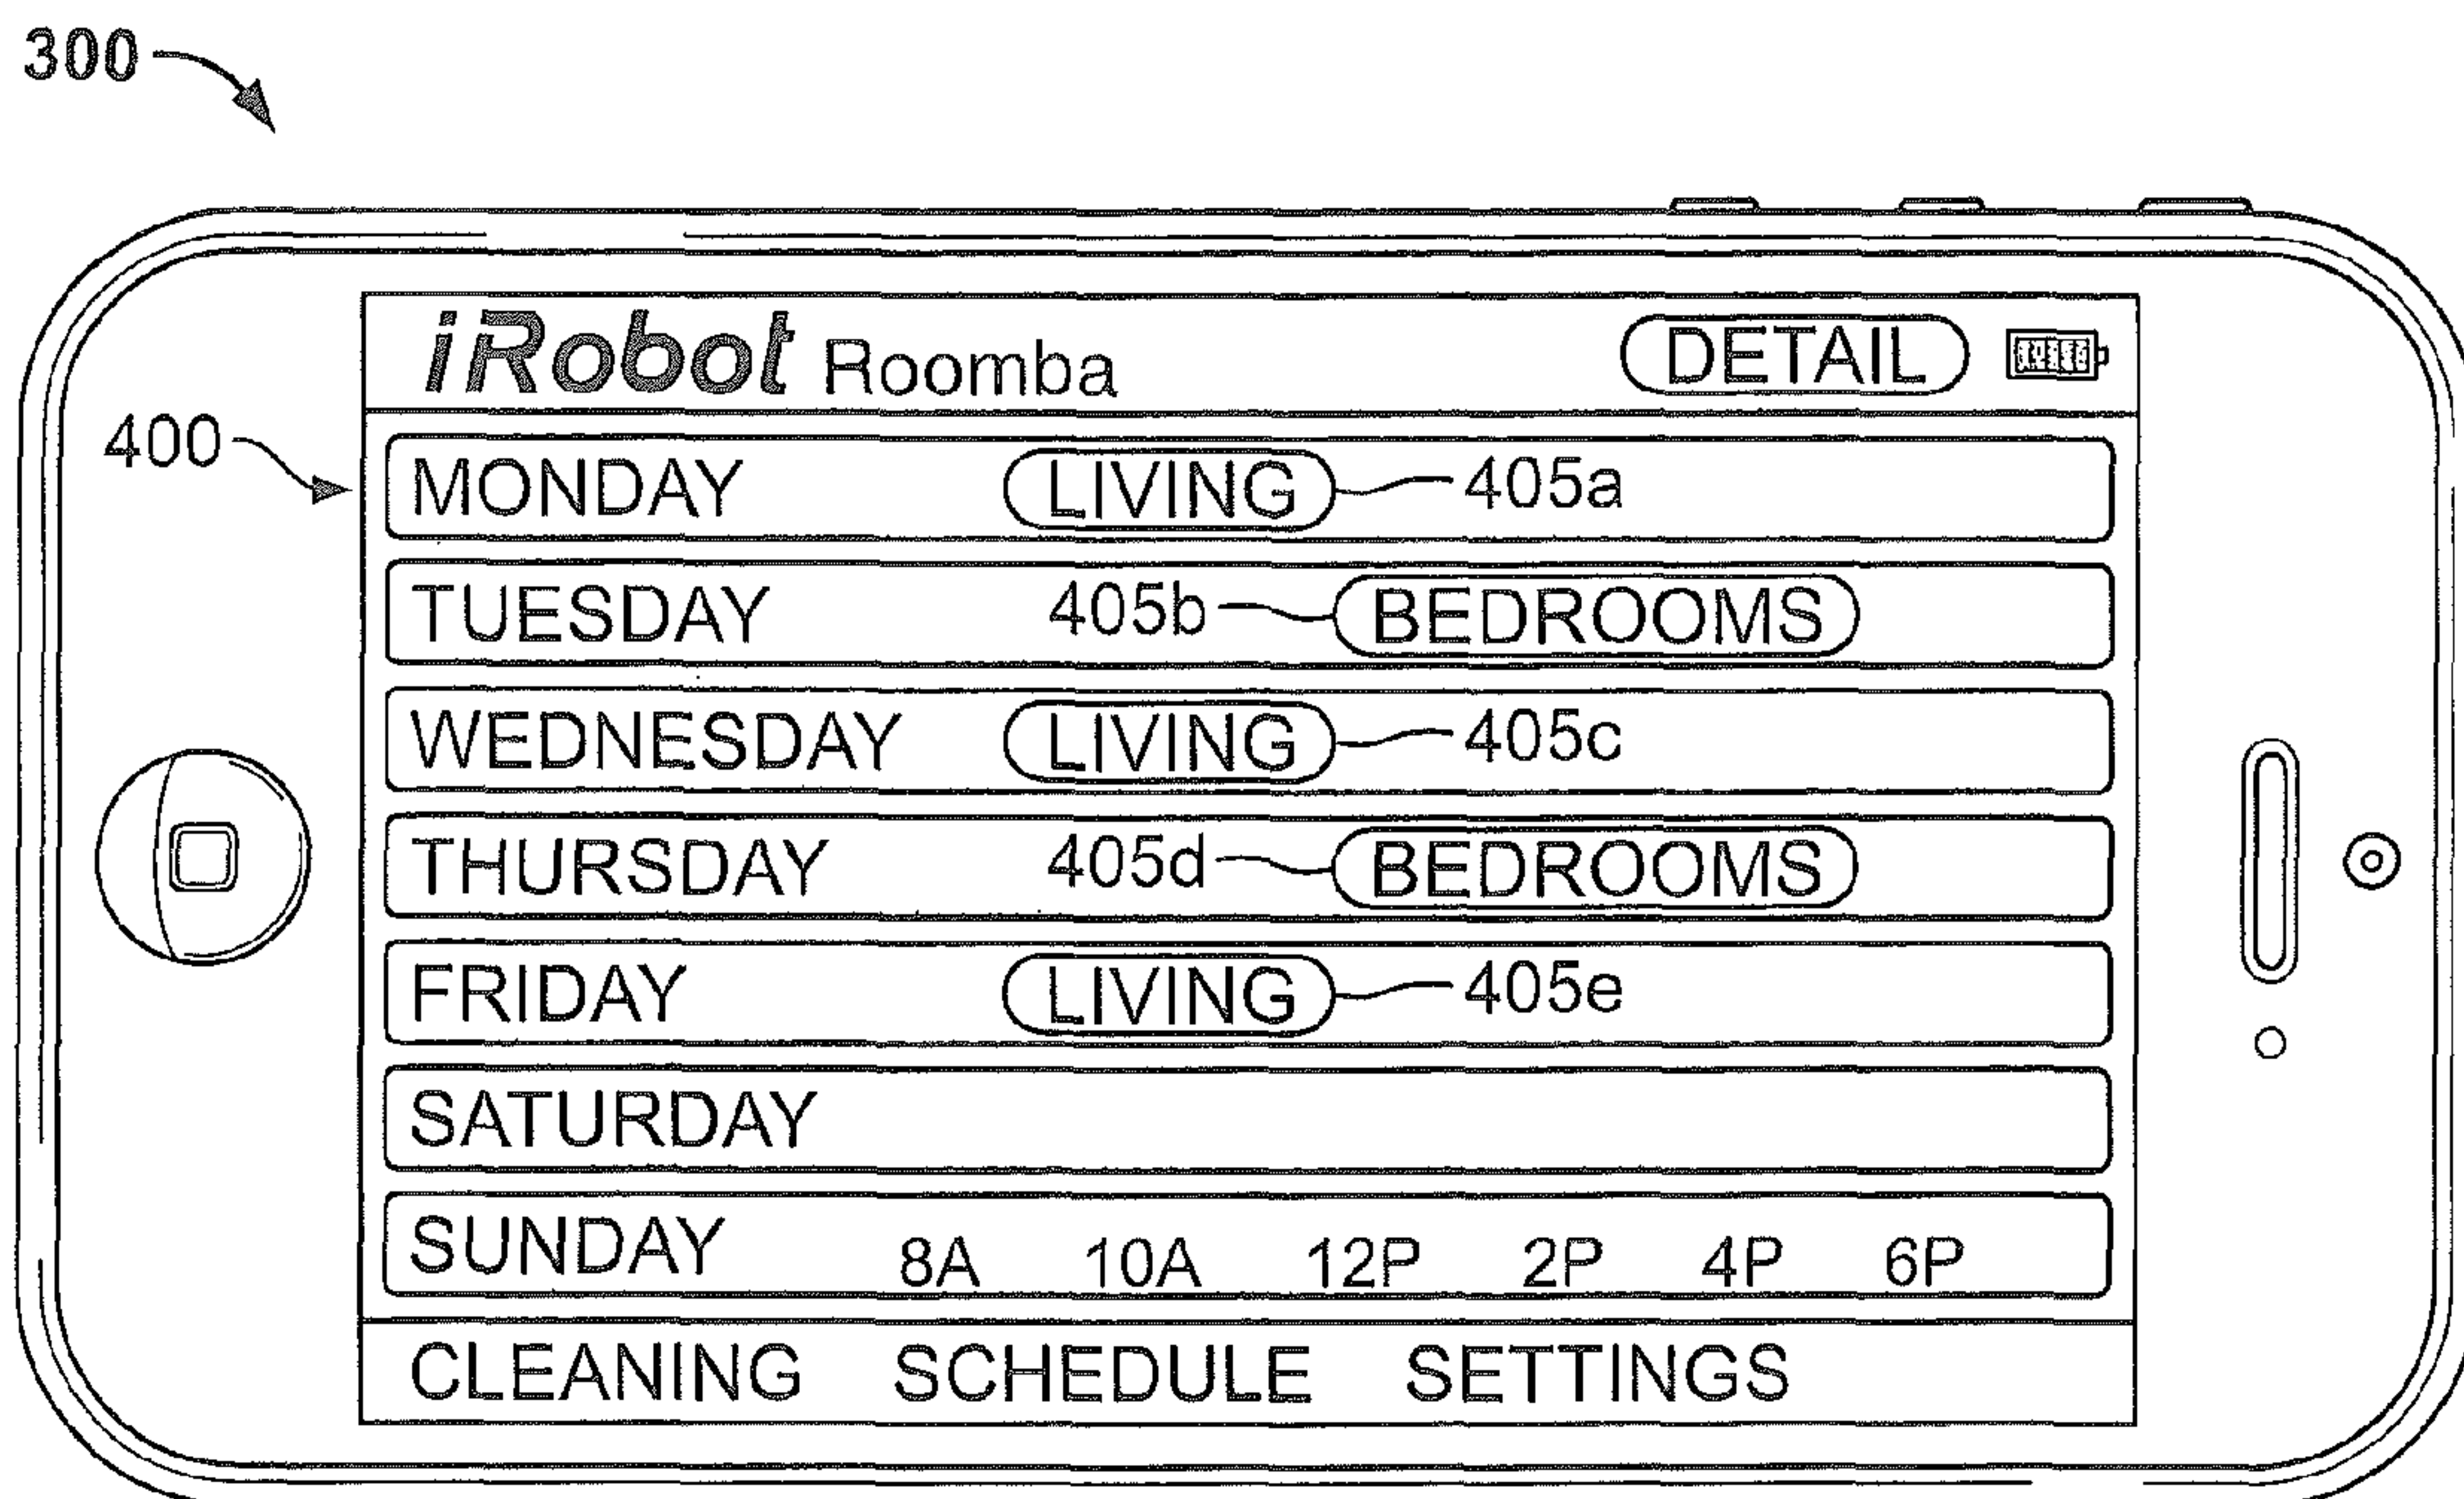 300
iRobot Roomba DETAIL
400
MONDAY LIVING 405a
TUESDAY 405b BEDROOMS
WEDNESDAY LIVING 405c
THURSDAY 405d BEDROOMS
FRIDAY LIVING 405e
SATURDAY
SUNDAY 8A 10A 12P 2P 4P 6P
CLEANING SCHEDULE SETTINGS